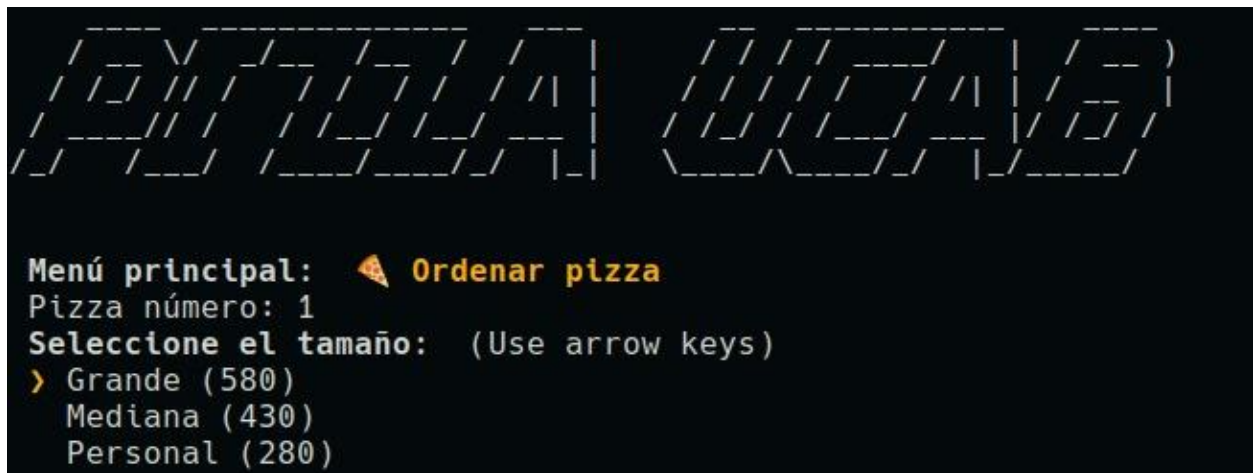 PIZZA UCAB
Menú principal: 🍕 Ordenar pizza
Pizza número: 1
Seleccione el tamaño: (Use arrow keys)
❯ Grande (580)
Mediana (430)
Personal (280)